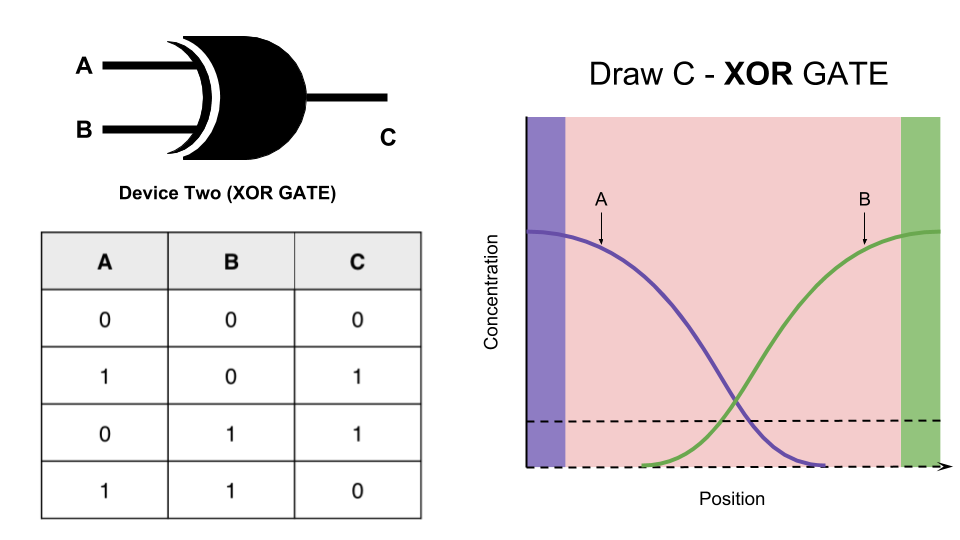 A
B
C
Device Two (XOR GATE)
A B C
0 0 0
1 0 1
0 1 1
1 1 0
Draw C - XOR GATE
A
B
Concentration
Position